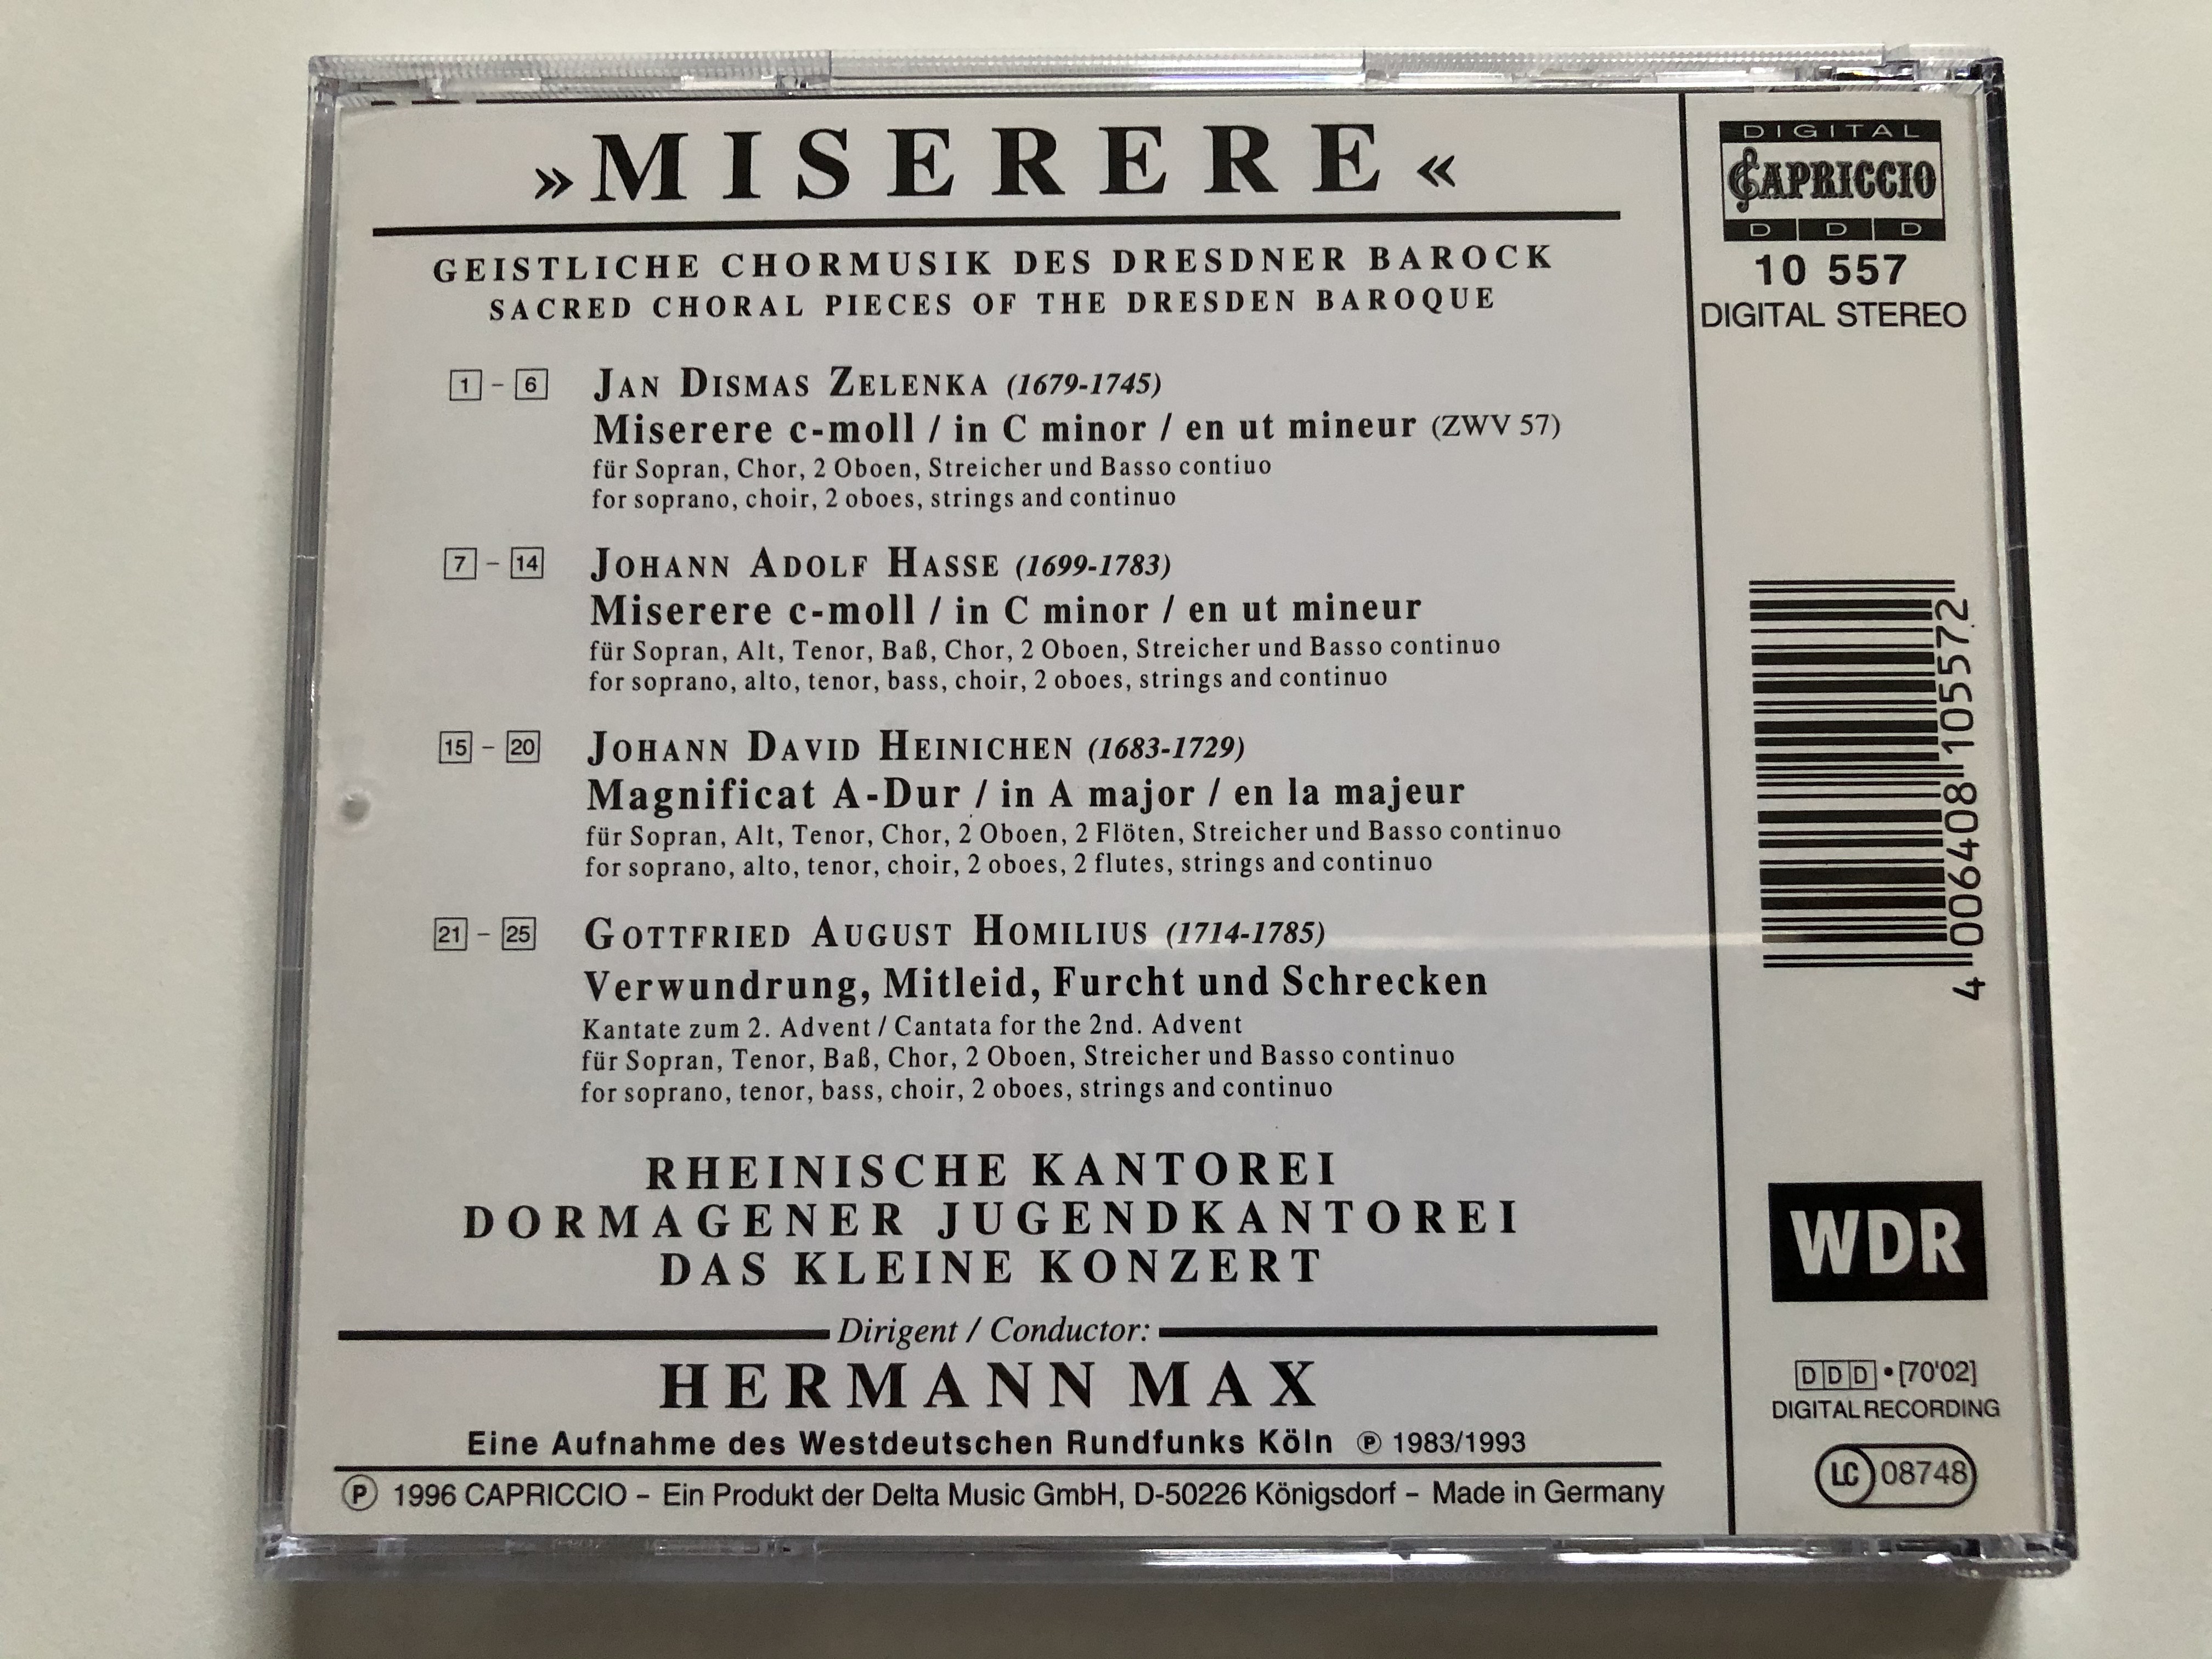 »MISERERE«
GEISTLICHE CHORMUSIK DES DRESDNER BAROCK
SACRED CHORAL PIECES OF THE DRESDEN BAROQUE
1 – 6 JAN DISMAS ZELENKA (1679-1745)
Miserere c-moll / in C minor / en ut mineur (ZWV 57)
für Sopran, Chor, 2 Oboen, Streicher und Basso contiuo
for soprano, choir, 2 oboes, strings and continuo
7 – 14 JOHANN ADOLF HASSE (1699-1783)
Miserere c-moll / in C minor / en ut mineur
für Sopran, Alt, Tenor, Baß, Chor, 2 Oboen, Streicher und Basso continuo
for soprano, alto, tenor, bass, choir, 2 oboes, strings and continuo
15 – 20 JOHANN DAVID HEINICHEN (1683-1729)
Magnificat A-Dur / in A major / en la majeur
für Sopran, Alt, Tenor, Chor, 2 Oboen, 2 Flöten, Streicher und Basso continuo
for soprano, alto, tenor, choir, 2 oboes, 2 flutes, strings and continuo
21 – 25 GOTTFRIED AUGUST HOMILIUS (1714-1785)
Verwundrung, Mitleid, Furcht und Schrecken
Kantate zum 2. Advent / Cantata for the 2nd. Advent
für Sopran, Tenor, Baß, Chor, 2 Oboen, Streicher und Basso continuo
for soprano, tenor, bass, choir, 2 oboes, strings and continuo
RHEINISCHE KANTOREI
DORMAGENER JUGENDKANTOREI
DAS KLEINE KONZERT
Dirigent / Conductor:
HERMANN MAX
Eine Aufnahme des Westdeutschen Rundfunks Köln ℗ 1983/1993
℗ 1996 CAPRICCIO – Ein Produkt der Delta Music GmbH, D-50226 Königsdorf – Made in Germany
DIGITAL
CAPRICCIO
D D D
10 557
DIGITAL STEREO
4 006408 105572
WDR
DDD • [70'02]
DIGITAL RECORDING
LC 08748